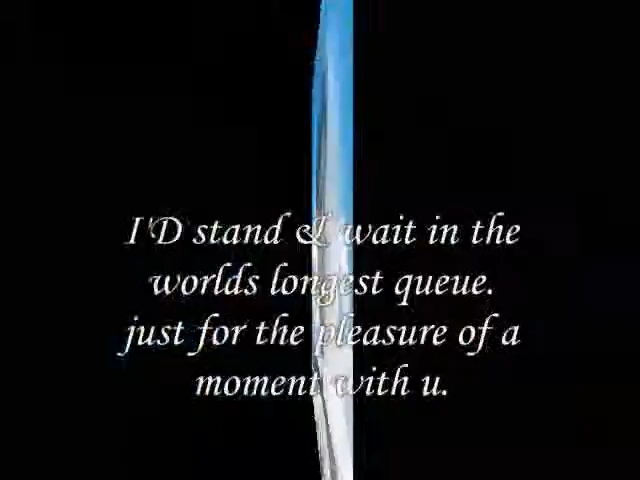 I'D stand & wait in the
worlds longest queue.
just for the pleasure of a
moment with u.